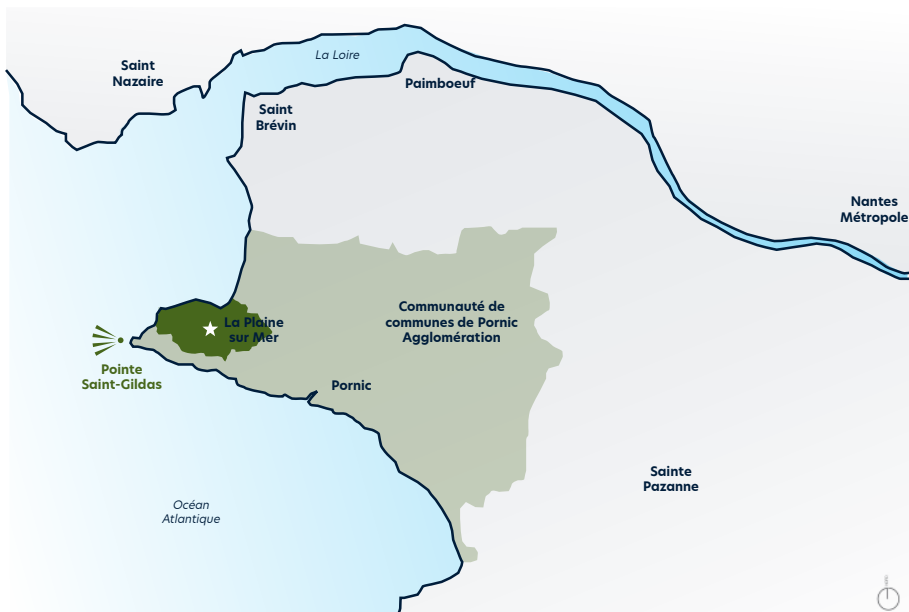 La Loire
Saint
Nazaire
Paimboeuf
Saint
Brévin
Nantes
Métropole
Communauté de
communes de Pornic
Agglomération
La Plaine
sur Mer
Pointe
Saint-Gildas
Pornic
Sainte
Pazanne
Océan
Atlantique